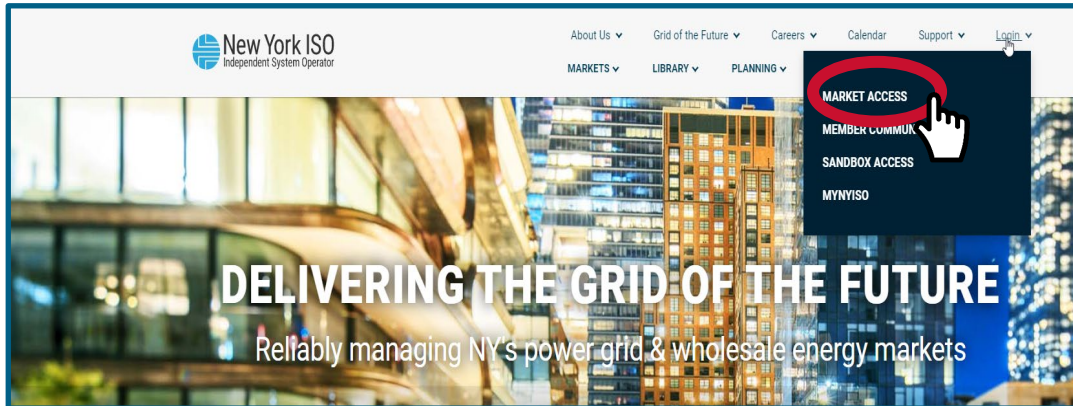 New York ISO
Independent System Operator
About Us Grid of the Future Careers Calendar Support Login
MARKETS LIBRARY PLANNING
MARKET ACCESS
MEMBER COMMUN
SANDBOX ACCESS
MYNYISO
DELIVERING THE GRID OF THE FUTURE
Reliably managing NY's power grid & wholesale energy markets